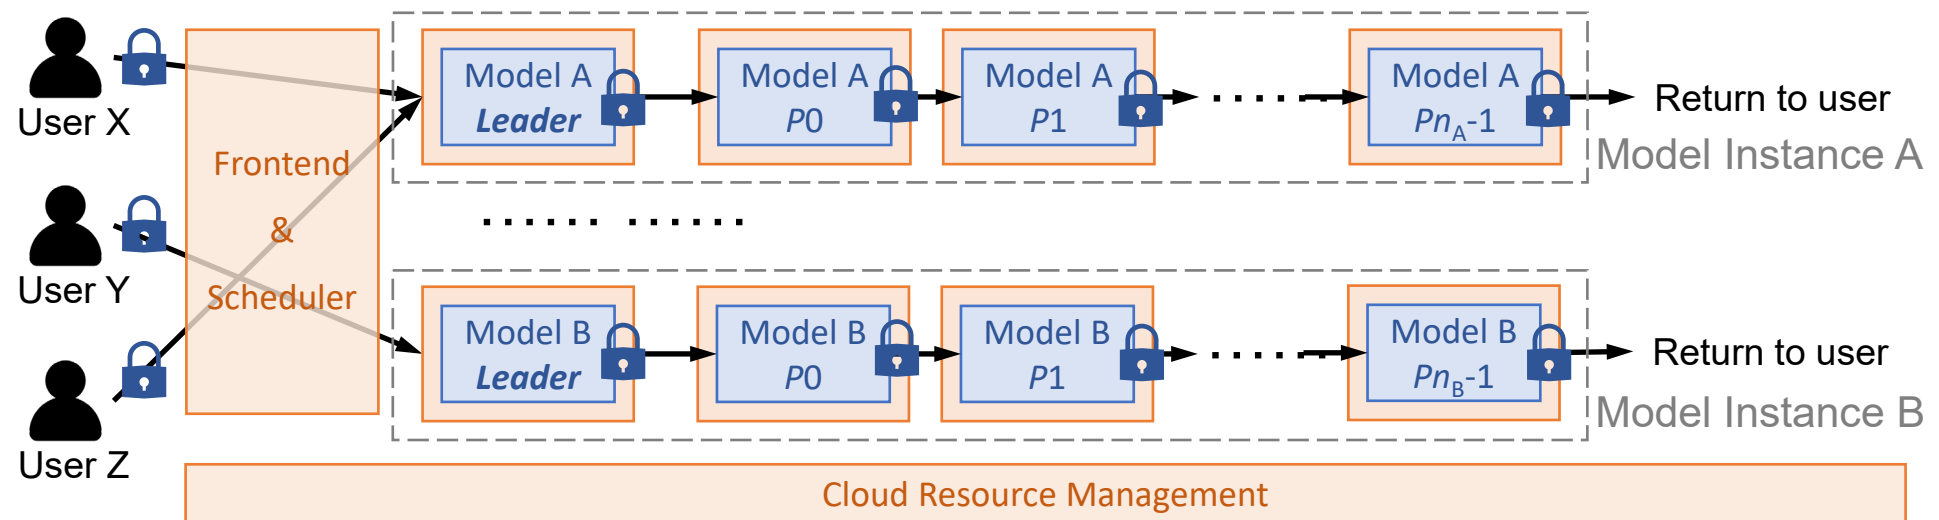 User X
User Y
User Z
Frontend
&
Scheduler
Model A
Leader
Model A
P0
Model A
P1
Model A
PnA-1
Return to user
Model Instance A
Model B
Leader
Model B
P0
Model B
P1
Model B
PnB-1
Return to user
Model Instance B
Cloud Resource Management